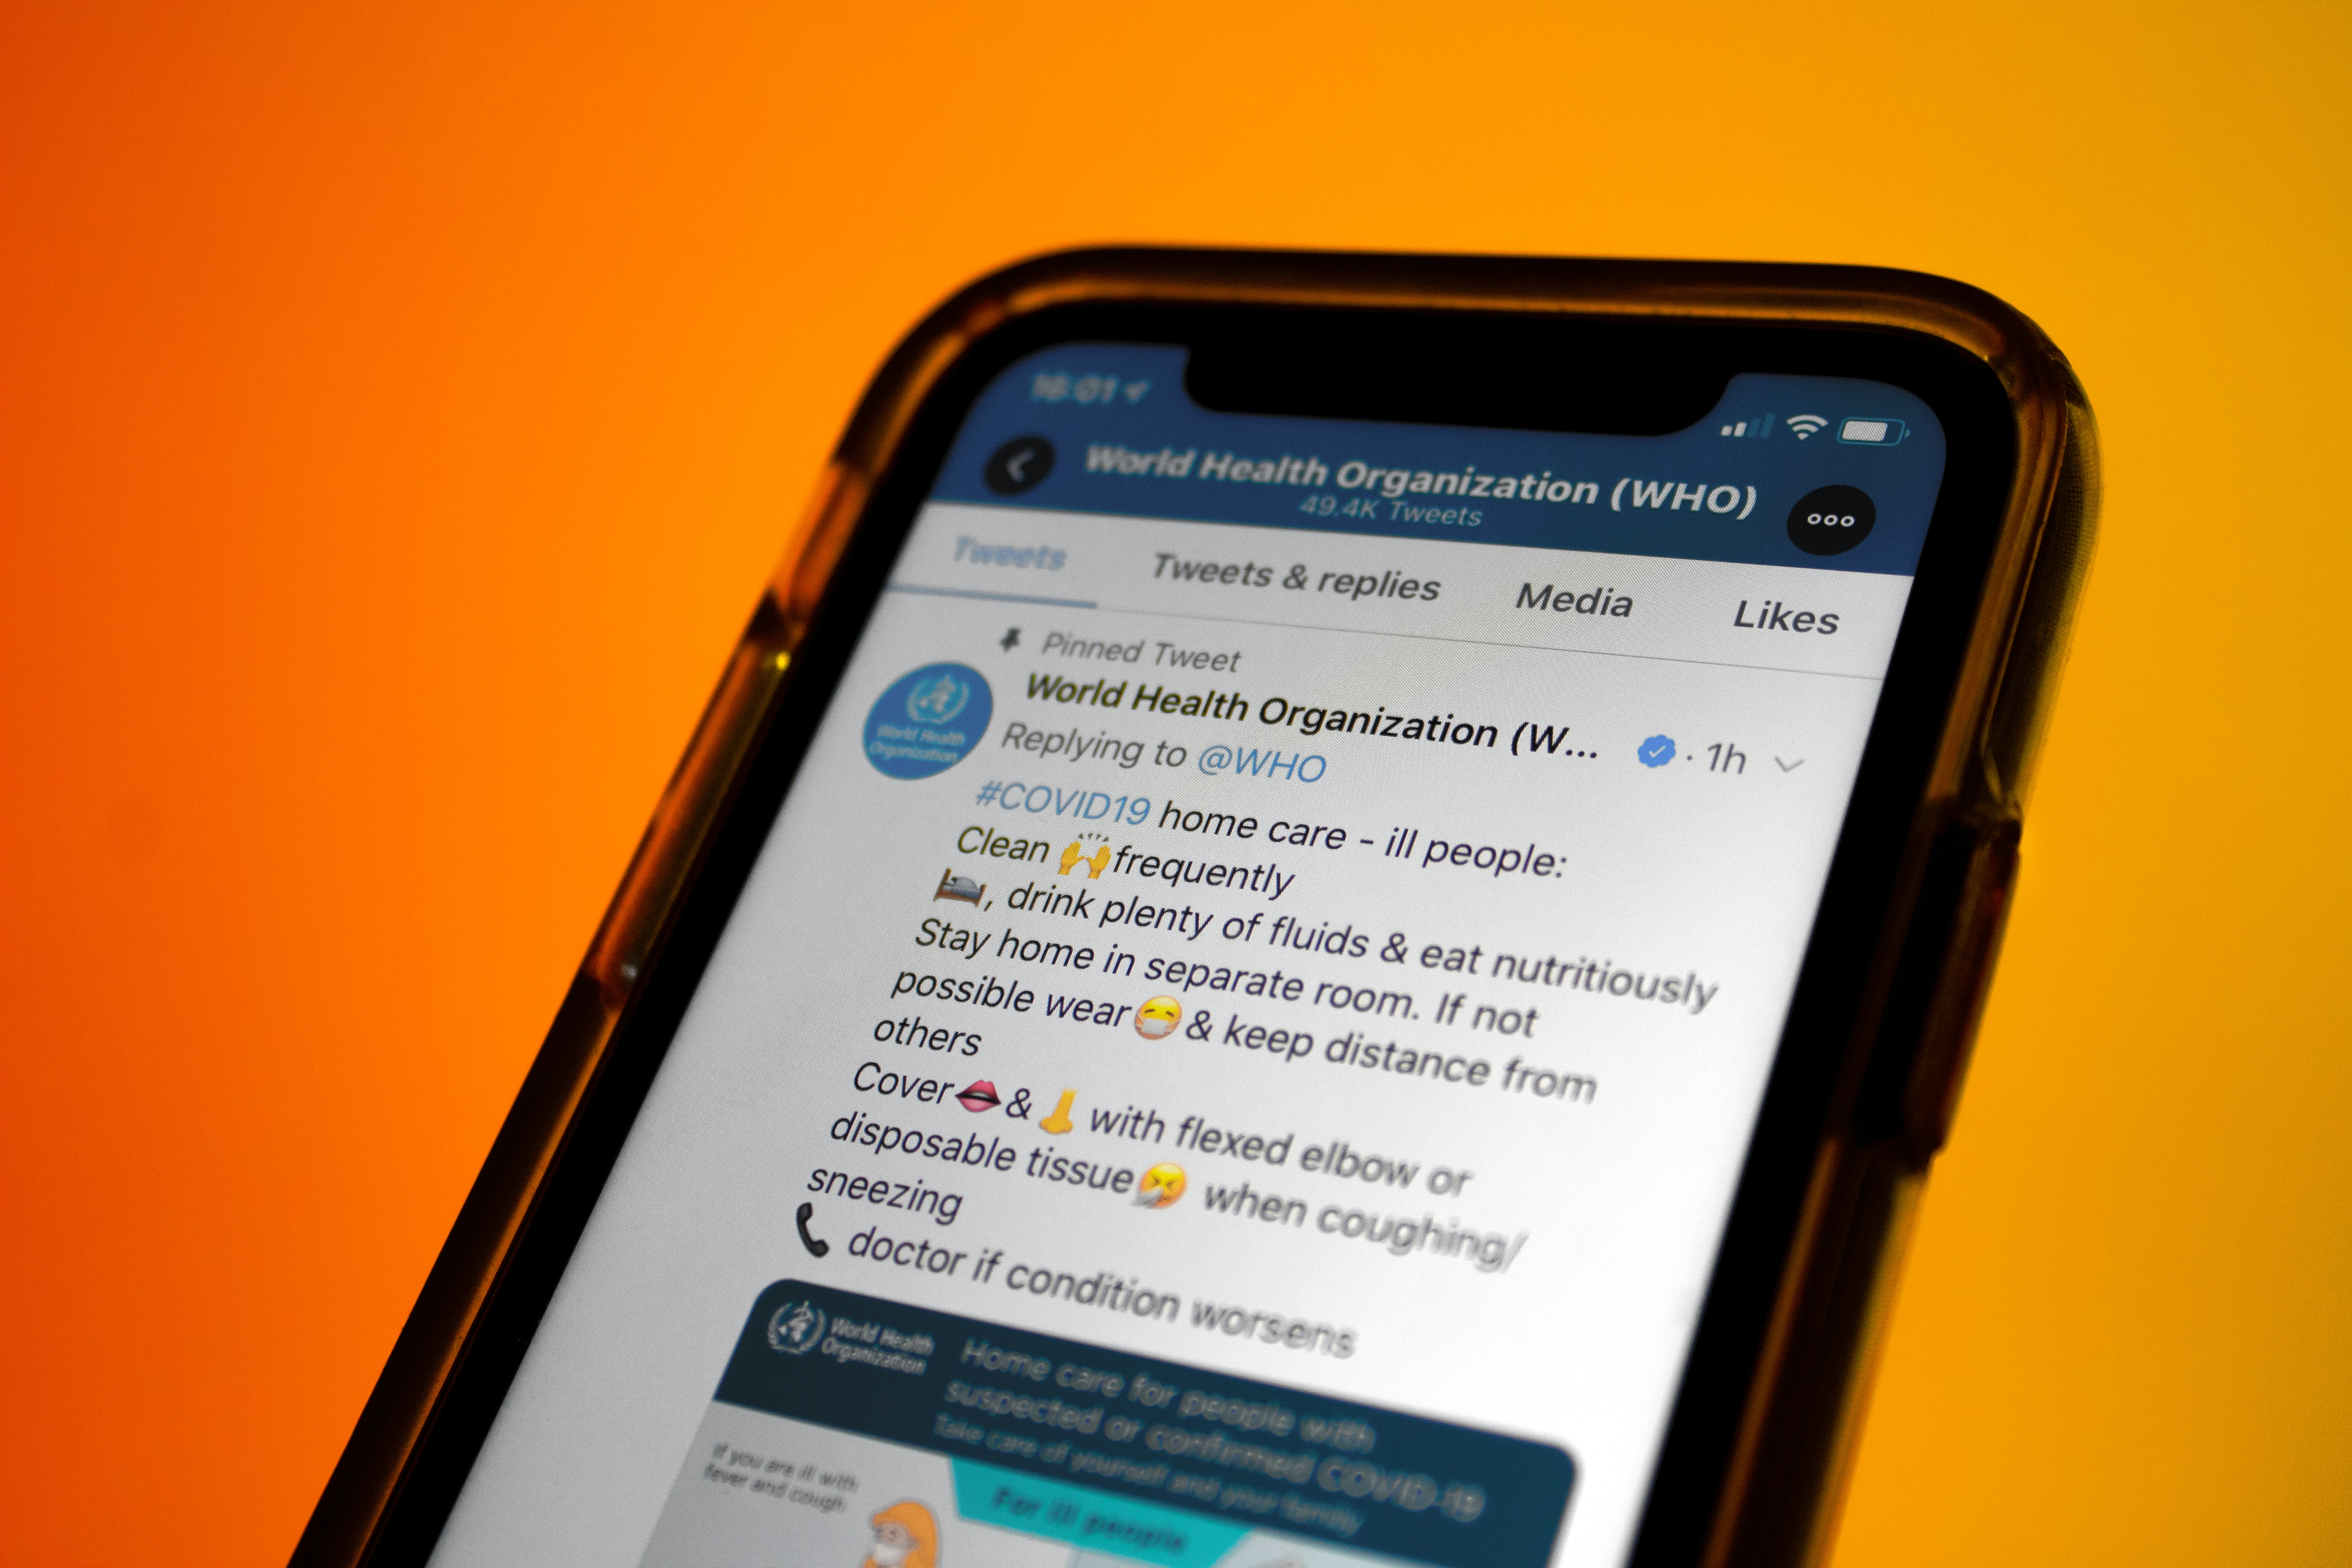 16:01
World Health Organization (WHO)
49.4K Tweets
Tweets Tweets & replies Media Likes
Pinned Tweet
World Health Organization (W... · 1h
World Health
Organization
Replying to @WHO
#COVID19 home care - ill people:
Clean 🙌 frequently
🛏, drink plenty of fluids & eat nutritiously
Stay home in separate room. If not
possible wear 😷 & keep distance from
others
Cover 👄 & 👃 with flexed elbow or
disposable tissue 🤧 when coughing/
sneezing
📞 doctor if condition worsens
World Health
Organization
Home care for people with
suspected or confirmed COVID-19
Take care of yourself and your family
If you are ill with
fever and cough
For ill people